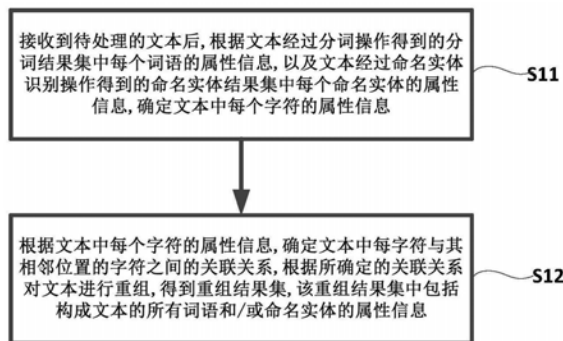 接收到待处理的文本后,根据文本经过分词操作得到的分
词结果集中每个词语的属性信息,以及文本经过命名实体
识别操作得到的命名实体结果集中每个命名实体的属性
信息,确定文本中每个字符的属性信息
S11
根据文本中每个字符的属性信息,确定文本中每字符与其
相邻位置的字符之间的关联关系,根据所确定的关联关系
对文本进行重组,得到重组结果集,该重组结果集中包括
构成文本的所有词语和/或命名实体的属性信息
S12